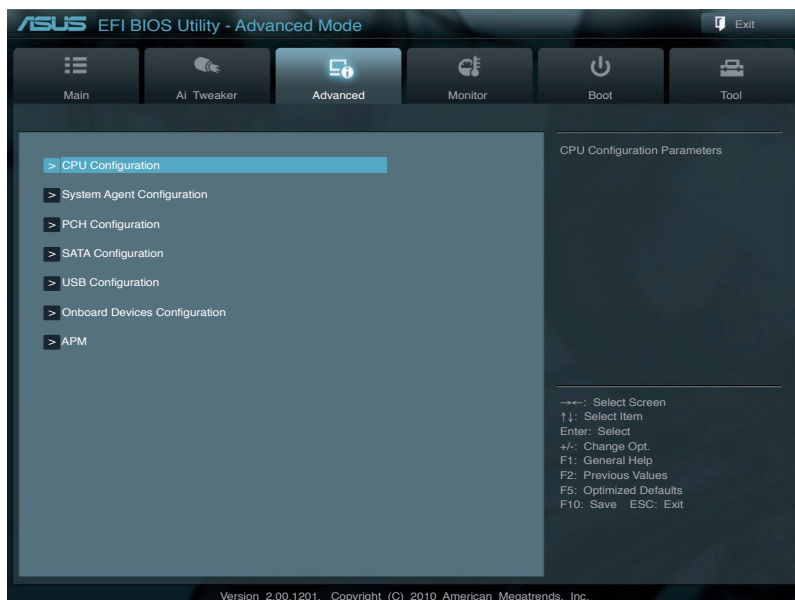 ASUS EFI BIOS Utility - Advanced Mode
Exit
Main
Ai Tweaker
Advanced
Monitor
Boot
Tool
> CPU Configuration
> System Agent Configuration
> PCH Configuration
> SATA Configuration
> USB Configuration
> Onboard Devices Configuration
> APM
CPU Configuration Parameters
→←: Select Screen
↑↓: Select Item
Enter: Select
+/-: Change Opt.
F1: General Help
F2: Previous Values
F5: Optimized Defaults
F10: Save ESC: Exit
Version 2.00.1201. Copyright (C) 2010 American Megatrends, Inc.